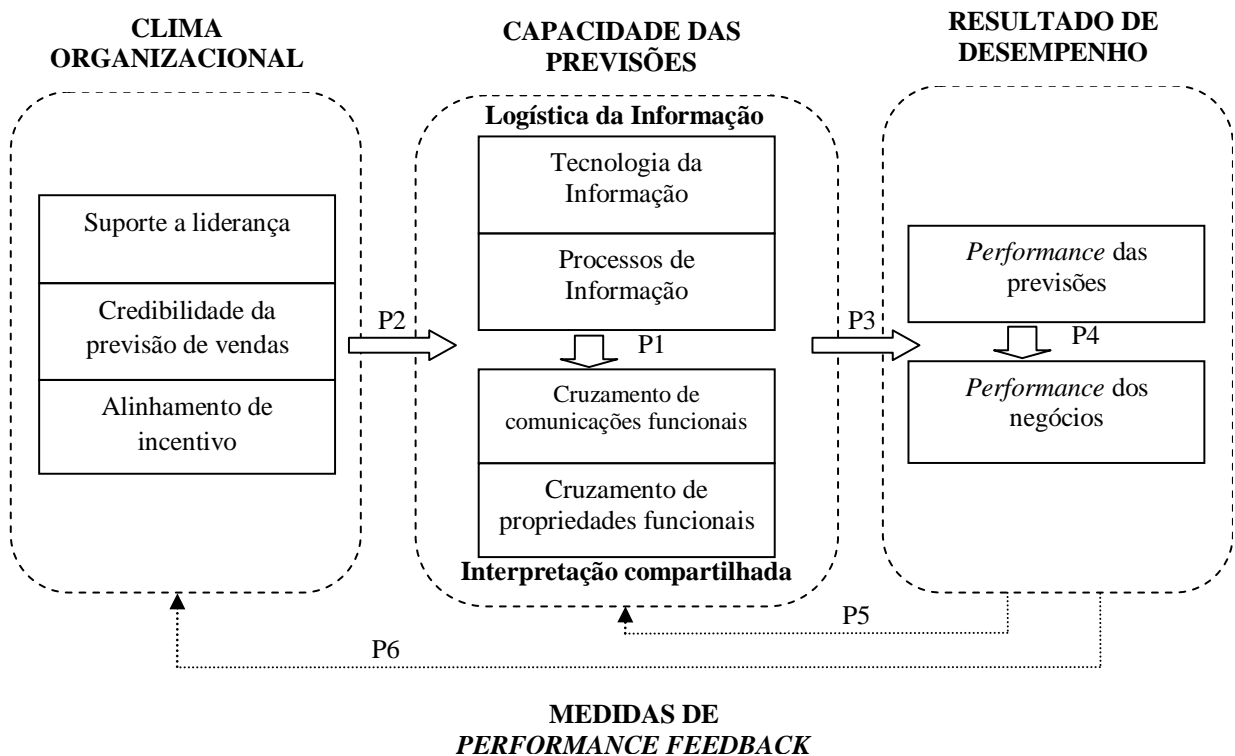 CLIMA
ORGANIZACIONAL
Suporte a liderança
Credibilidade da
previsão de vendas
Alinhamento de
incentivo
P2
CAPACIDADE DAS
PREVISÕES
Logística da Informação
Tecnologia da
Informação
Processos de
Informação
P1
Cruzamento de
comunicações funcionais
Cruzamento de
propriedades funcionais
Interpretação compartilhada
P3
RESULTADO DE
DESEMPENHO
Performance das
previsões
P4
Performance dos
negócios
P5
P6
MEDIDAS DE
PERFORMANCE FEEDBACK